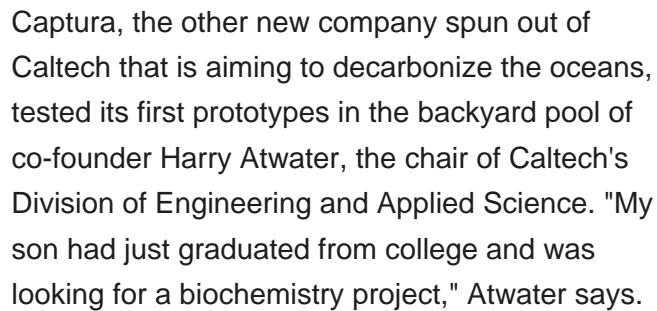 Captura, the other new company spun out of
Caltech that is aiming to decarbonize the oceans,
tested its first prototypes in the backyard pool of
co-founder Harry Atwater, the chair of Caltech's
Division of Engineering and Applied Science. "My
son had just graduated from college and was
looking for a biochemistry project," Atwater says.